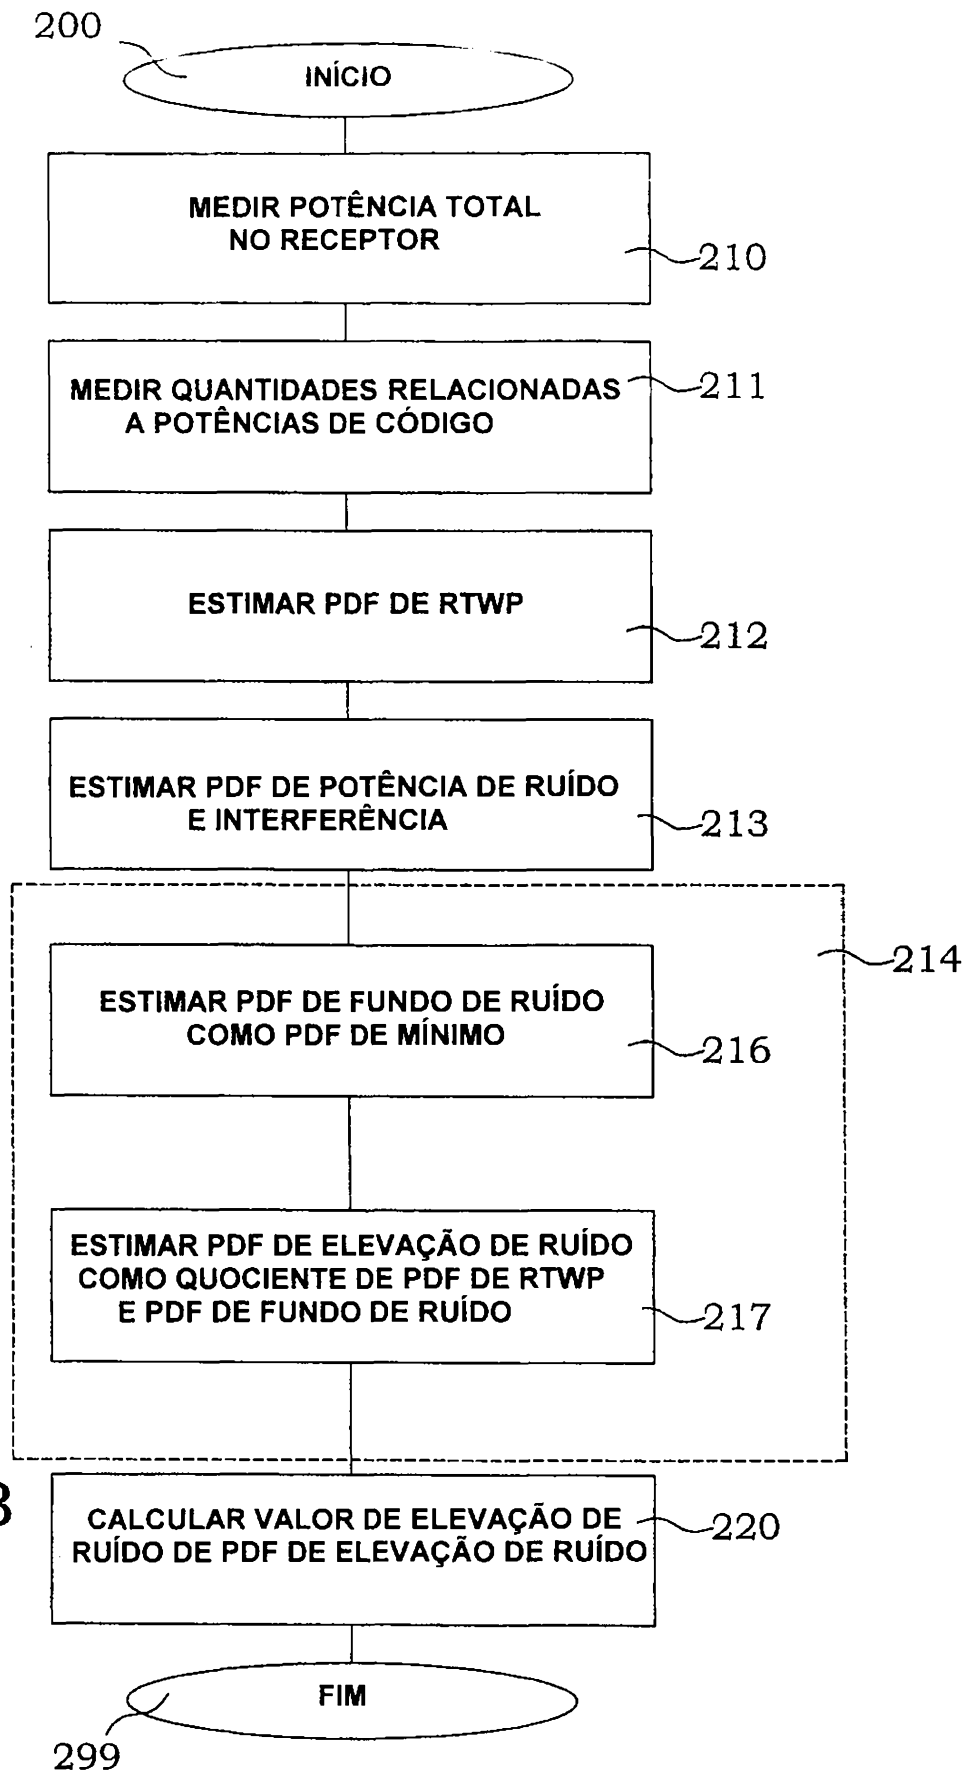 200
INÍCIO
MEDIR POTÊNCIA TOTAL
NO RECEPTOR
210
MEDIR QUANTIDADES RELACIONADAS
A POTÊNCIAS DE CÓDIGO
211
ESTIMAR PDF DE RTWP
212
ESTIMAR PDF DE POTÊNCIA DE RUÍDO
E INTERFERÊNCIA
213
214
ESTIMAR PDF DE FUNDO DE RUÍDO
COMO PDF DE MÍNIMO
216
ESTIMAR PDF DE ELEVAÇÃO DE RUÍDO
COMO QUOCIENTE DE PDF DE RTWP
E PDF DE FUNDO DE RUÍDO
217
CALCULAR VALOR DE ELEVAÇÃO DE
RUÍDO DE PDF DE ELEVAÇÃO DE RUÍDO
220
FIM
299